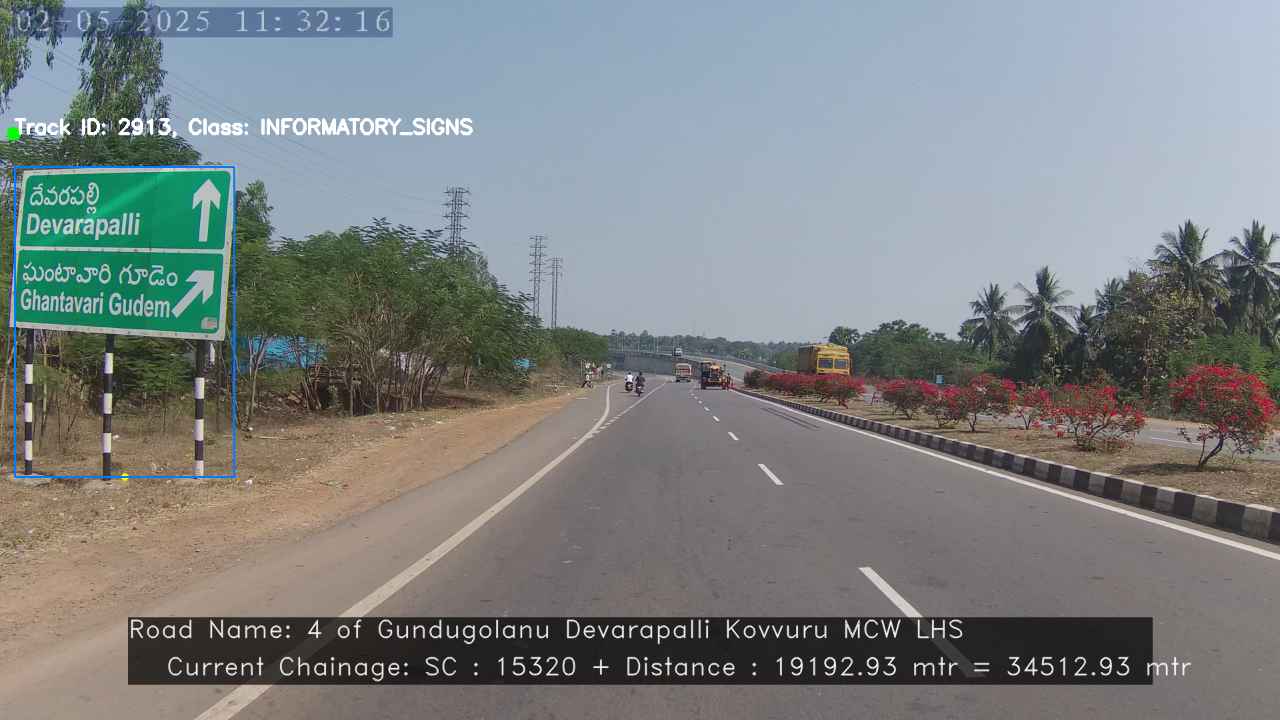 02-05-2025 11:32:16
Track ID: 2913, Class: INFORMATORY_SIGNS
దేవరపల్లి
Devarapalli
ఘంటావారి గూడెం
Ghantavari Gudem
Road Name: 4 of Gundugolanu Devarapalli Kovvuru MCW LHS
Current Chainage: SC : 15320 + Distance : 19192.93 mtr = 34512.93 mtr